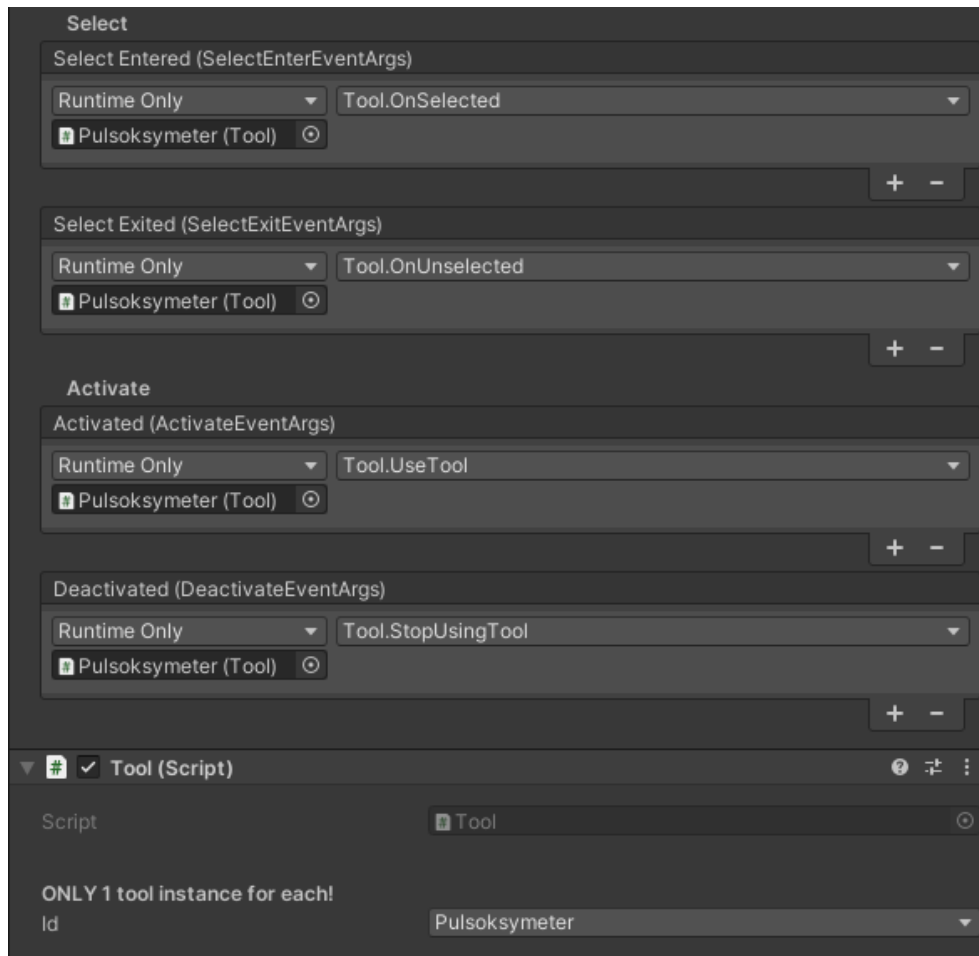 Select
Select Entered (SelectEnterEventArgs)
Runtime Only Tool.OnSelected
# Pulsoksymeter (Tool)
+ −
Select Exited (SelectExitEventArgs)
Runtime Only Tool.OnUnselected
# Pulsoksymeter (Tool)
+ −
Activate
Activated (ActivateEventArgs)
Runtime Only Tool.UseTool
# Pulsoksymeter (Tool)
+ −
Deactivated (DeactivateEventArgs)
Runtime Only Tool.StopUsingTool
# Pulsoksymeter (Tool)
+ −
# Tool (Script) ?
Script # Tool
ONLY 1 tool instance for each!
Id Pulsoksymeter